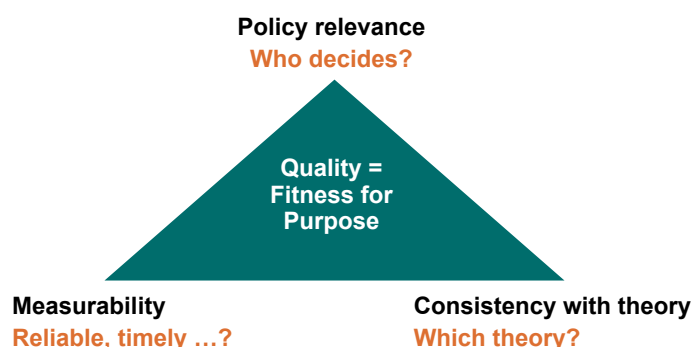 Policy relevance
Who decides?
Quality =
Fitness for
Purpose
Measurability
Reliable, timely …?
Consistency with theory
Which theory?